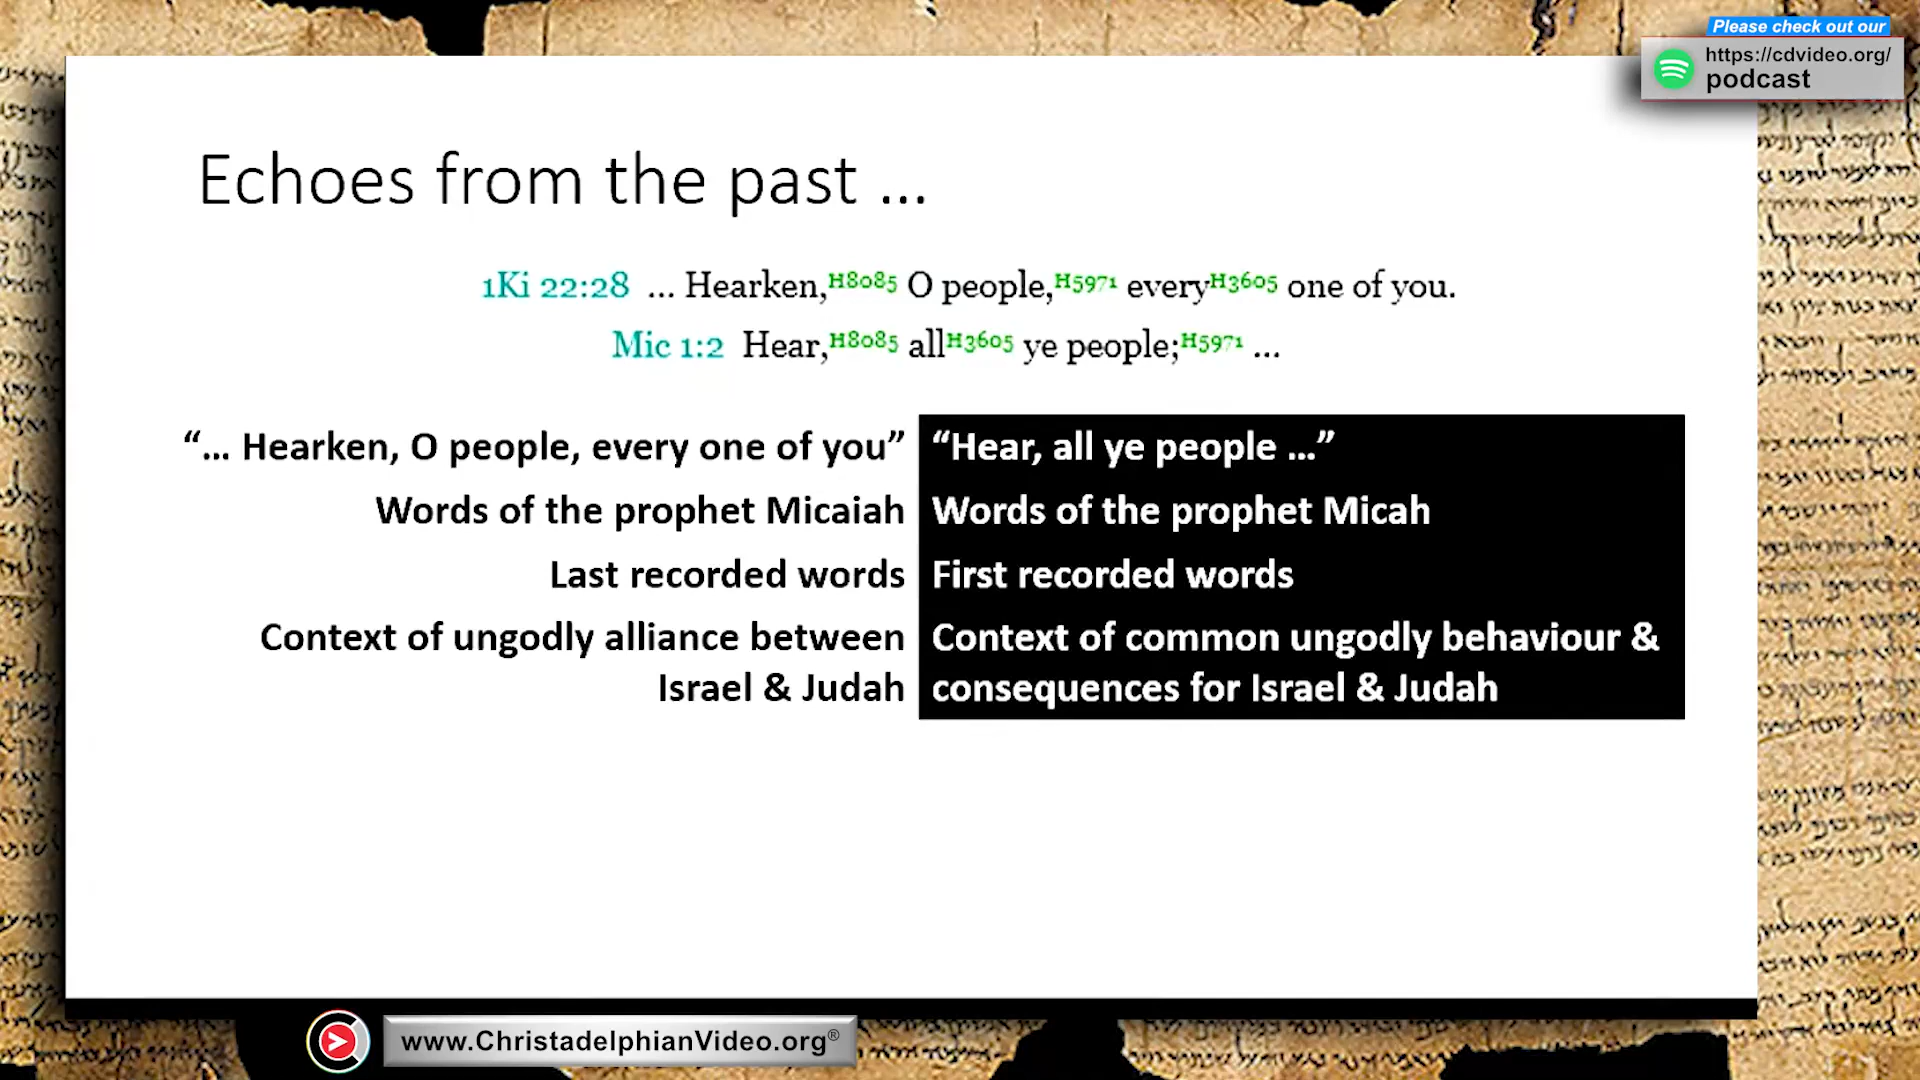 Please check out our
https://cdvideo.org/
podcast
Echoes from the past ...
1Ki 22:28 ... Hearken,H8085 O people,H5971 everyH3605 one of you.
Mic 1:2 Hear,H8085 allH3605 ye people;H5971 ...
“... Hearken, O people, every one of you”
“Hear, all ye people ...”
Words of the prophet Micaiah
Words of the prophet Micah
Last recorded words
First recorded words
Context of ungodly alliance between
Israel & Judah
Context of common ungodly behaviour &
consequences for Israel & Judah
www.ChristadelphianVideo.org®